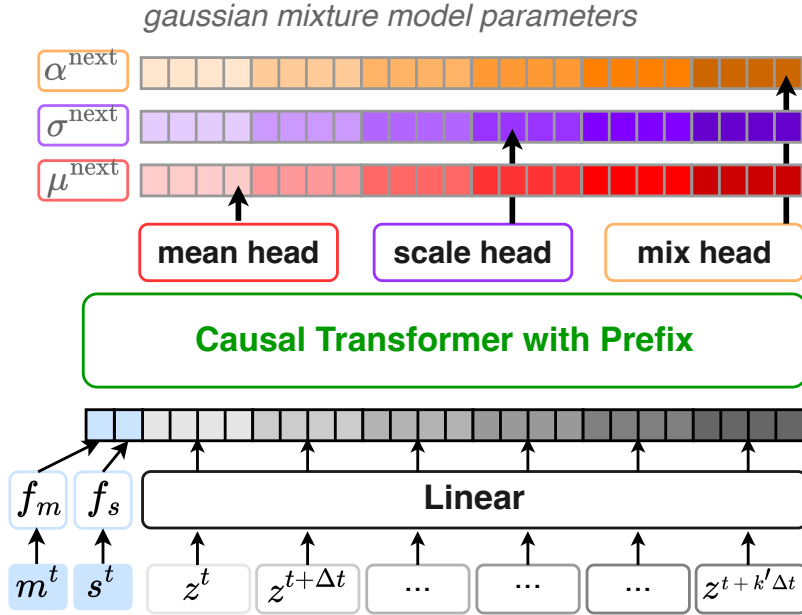 gaussian mixture model parameters
α^next
σ^next
μ^next
mean head scale head mix head
Causal Transformer with Prefix
f_m f_s Linear
m^t s^t z^t z^{t+Δt} ... ... ... z^{t+k′Δt}